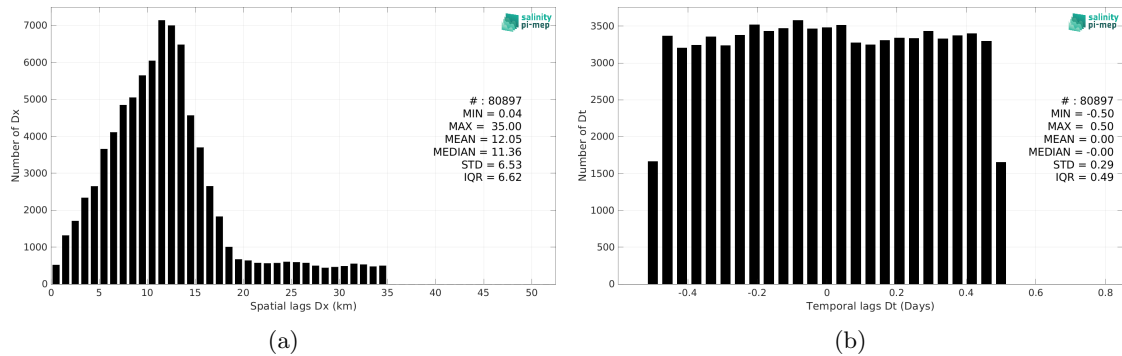 7000
6000
5000
4000
3000
2000
1000
0
Number of Dx
salinity
pi-mep
# : 80897
MIN = 0.04
MAX = 35.00
MEAN = 12.05
MEDIAN = 11.36
STD = 6.53
IQR = 6.62
0 5 10 15 20 25 30 35 40 45 50
Spatial lags Dx (km)
(a)
3500
3000
2500
2000
1500
1000
500
0
Number of Dt
salinity
pi-mep
# : 80897
MIN = -0.50
MAX = 0.50
MEAN = 0.00
MEDIAN = -0.00
STD = 0.29
IQR = 0.49
-0.4 -0.2 0 0.2 0.4 0.6 0.8
Temporal lags Dt (Days)
(b)